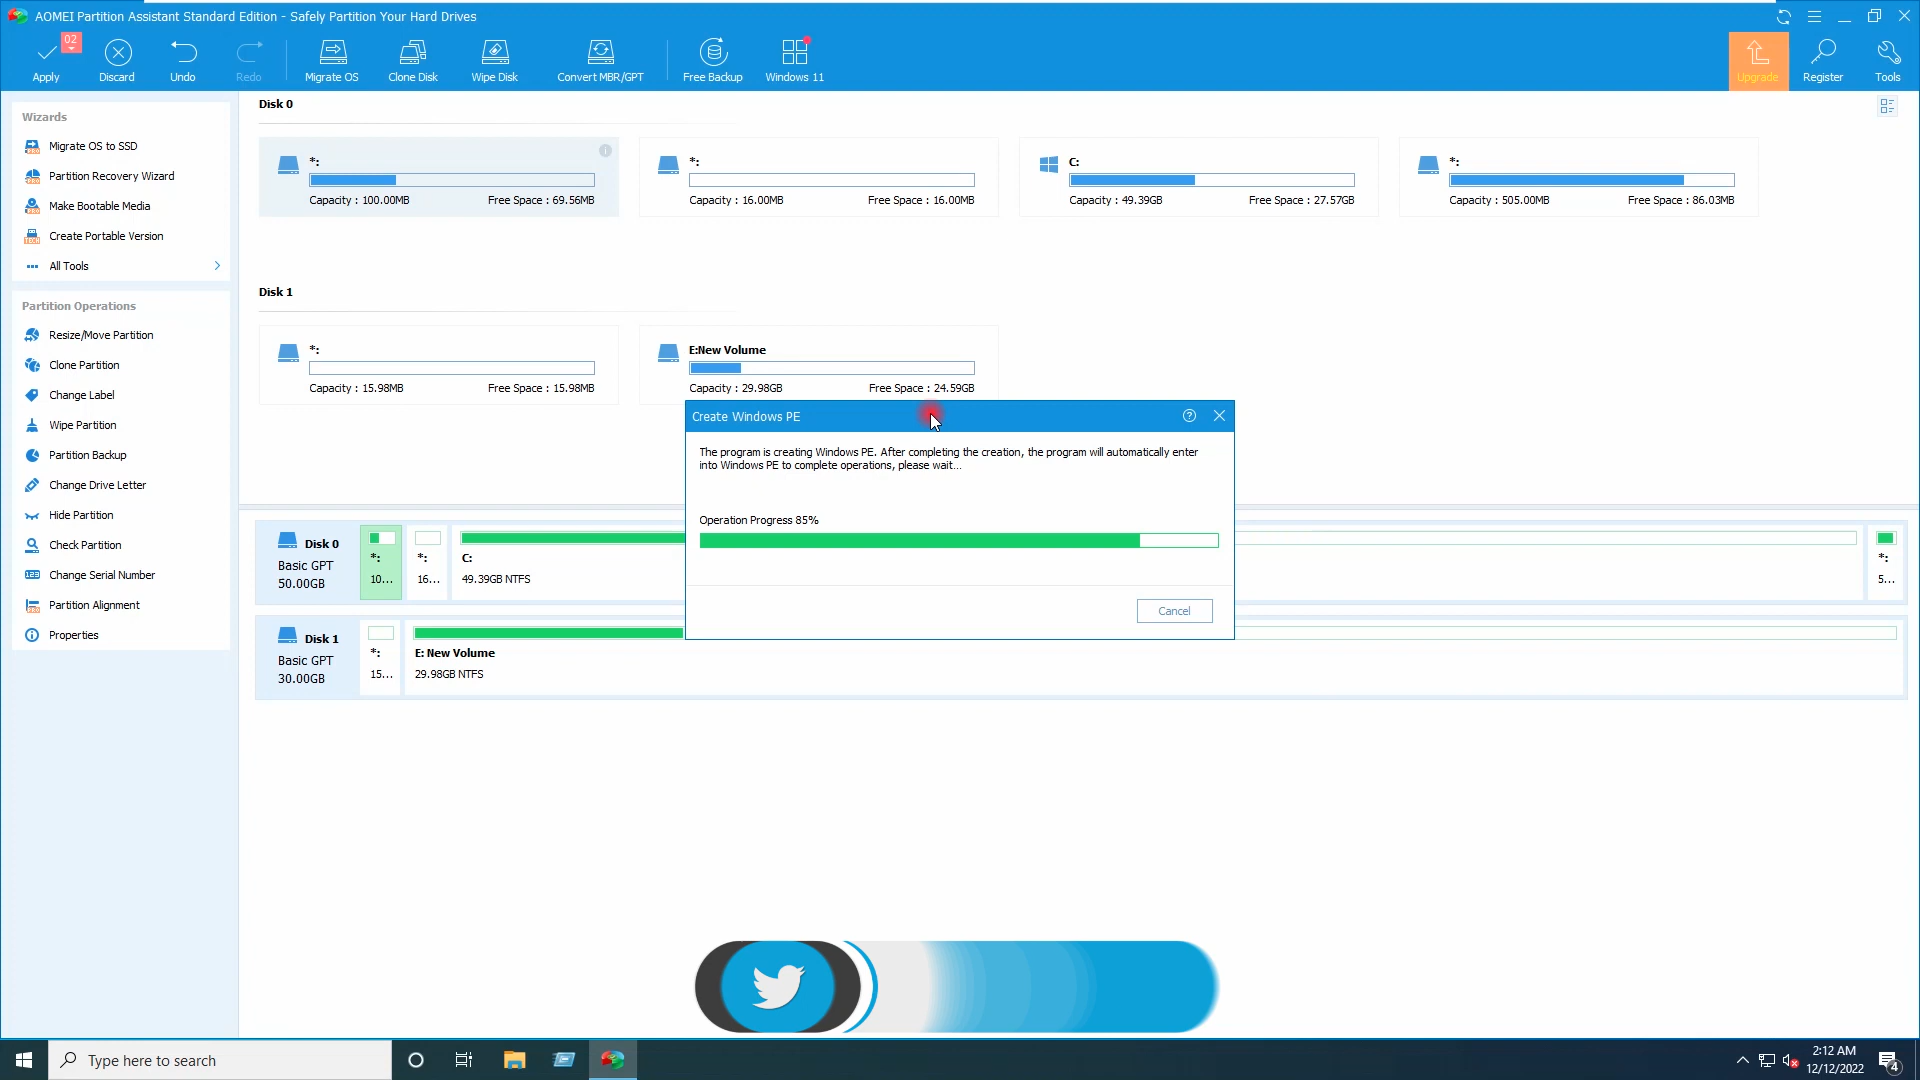 AOMEI Partition Assistant Standard Edition - Safely Partition Your Hard Drives
02
Apply
Discard
Undo
Redo
Migrate OS
Clone Disk
Wipe Disk
Convert MBR/GPT
Free Backup
Windows 11
Upgrade
Register
Tools
Wizards
Migrate OS to SSD
Partition Recovery Wizard
Make Bootable Media
Create Portable Version
All Tools
Partition Operations
Resize/Move Partition
Clone Partition
Change Label
Wipe Partition
Partition Backup
Change Drive Letter
Hide Partition
Check Partition
Change Serial Number
Partition Alignment
Properties
Disk 0
*:
Capacity : 100.00MB Free Space : 69.56MB
*:
Capacity : 16.00MB Free Space : 16.00MB
C:
Capacity : 49.39GB Free Space : 27.57GB
*:
Capacity : 505.00MB Free Space : 86.03MB
Disk 1
*:
Capacity : 15.98MB Free Space : 15.98MB
E:New Volume
Capacity : 29.98GB Free Space : 24.59GB
Create Windows PE
The program is creating Windows PE. After completing the creation, the program will automatically enter
into Windows PE to complete operations, please wait...
Operation Progress 85%
Cancel
Disk 0
Basic GPT
50.00GB
*:
10...
*:
16...
C:
49.39GB NTFS
*:
5...
Disk 1
Basic GPT
30.00GB
*:
15...
E: New Volume
29.98GB NTFS
Type here to search
2:12 AM
12/12/2022
4